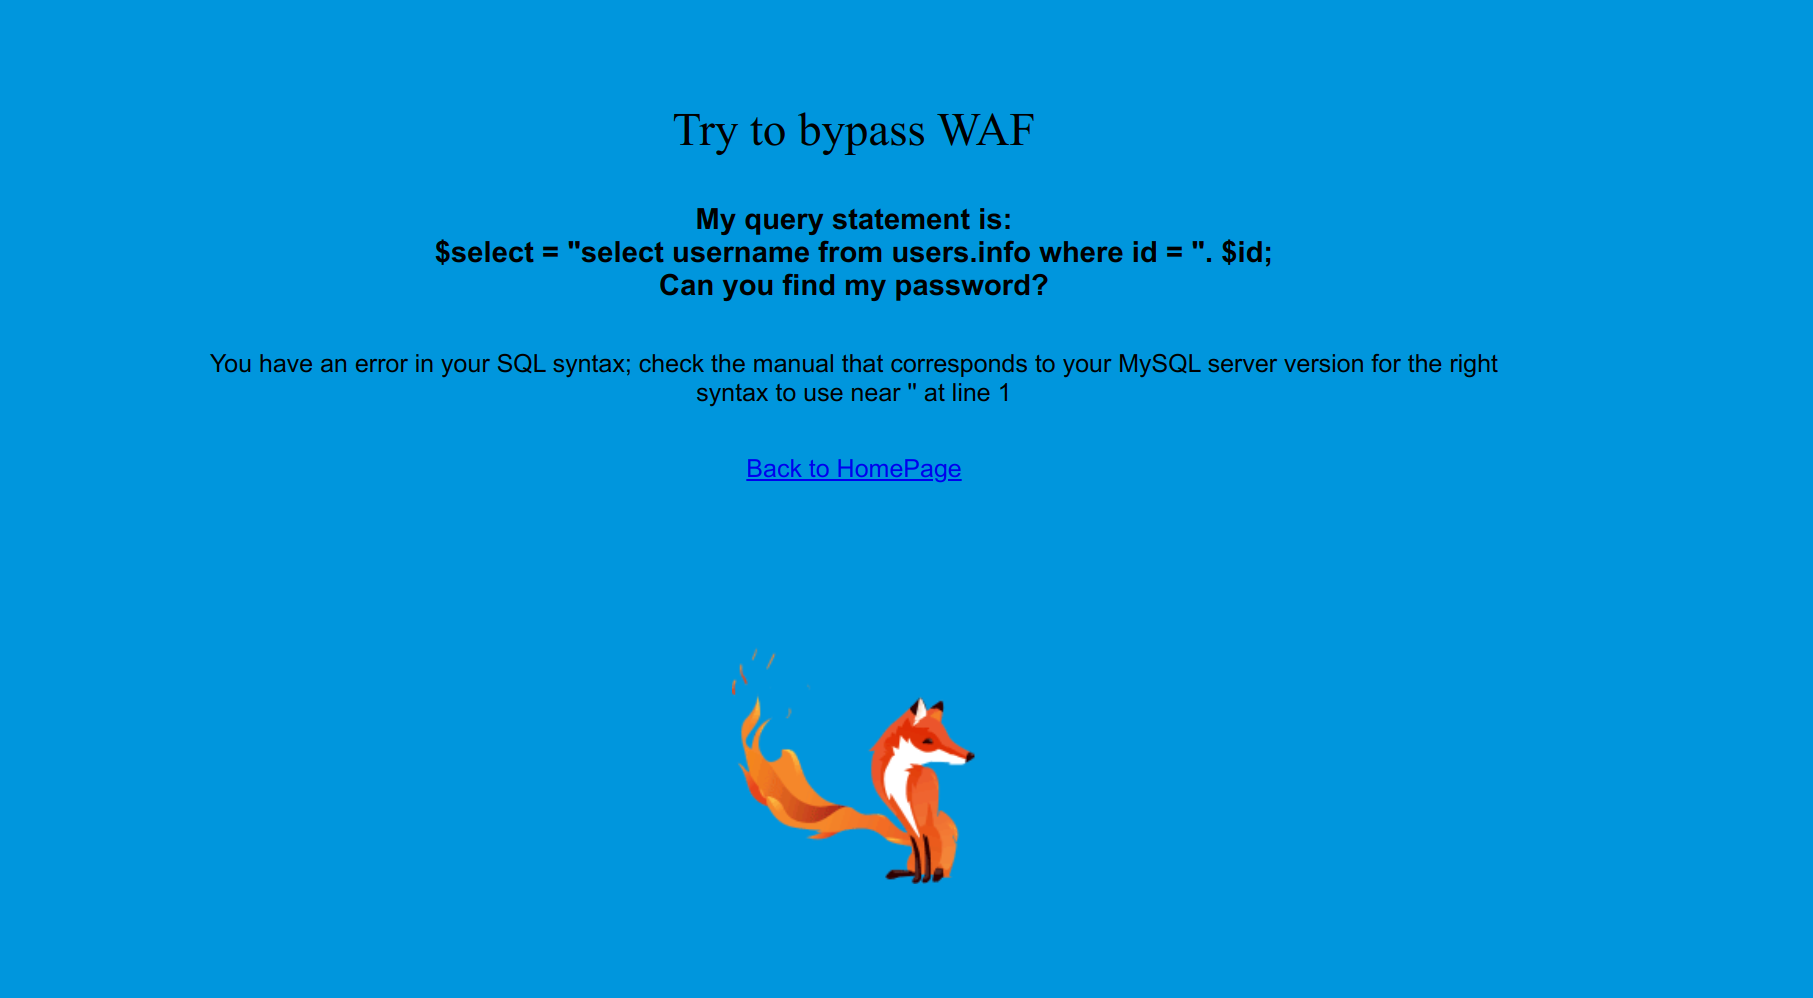 Try to bypass WAF
My query statement is:
$select = "select username from users.info where id = ". $id;
Can you find my password?
You have an error in your SQL syntax; check the manual that corresponds to your MySQL server version for the right
syntax to use near '' at line 1
Back to HomePage